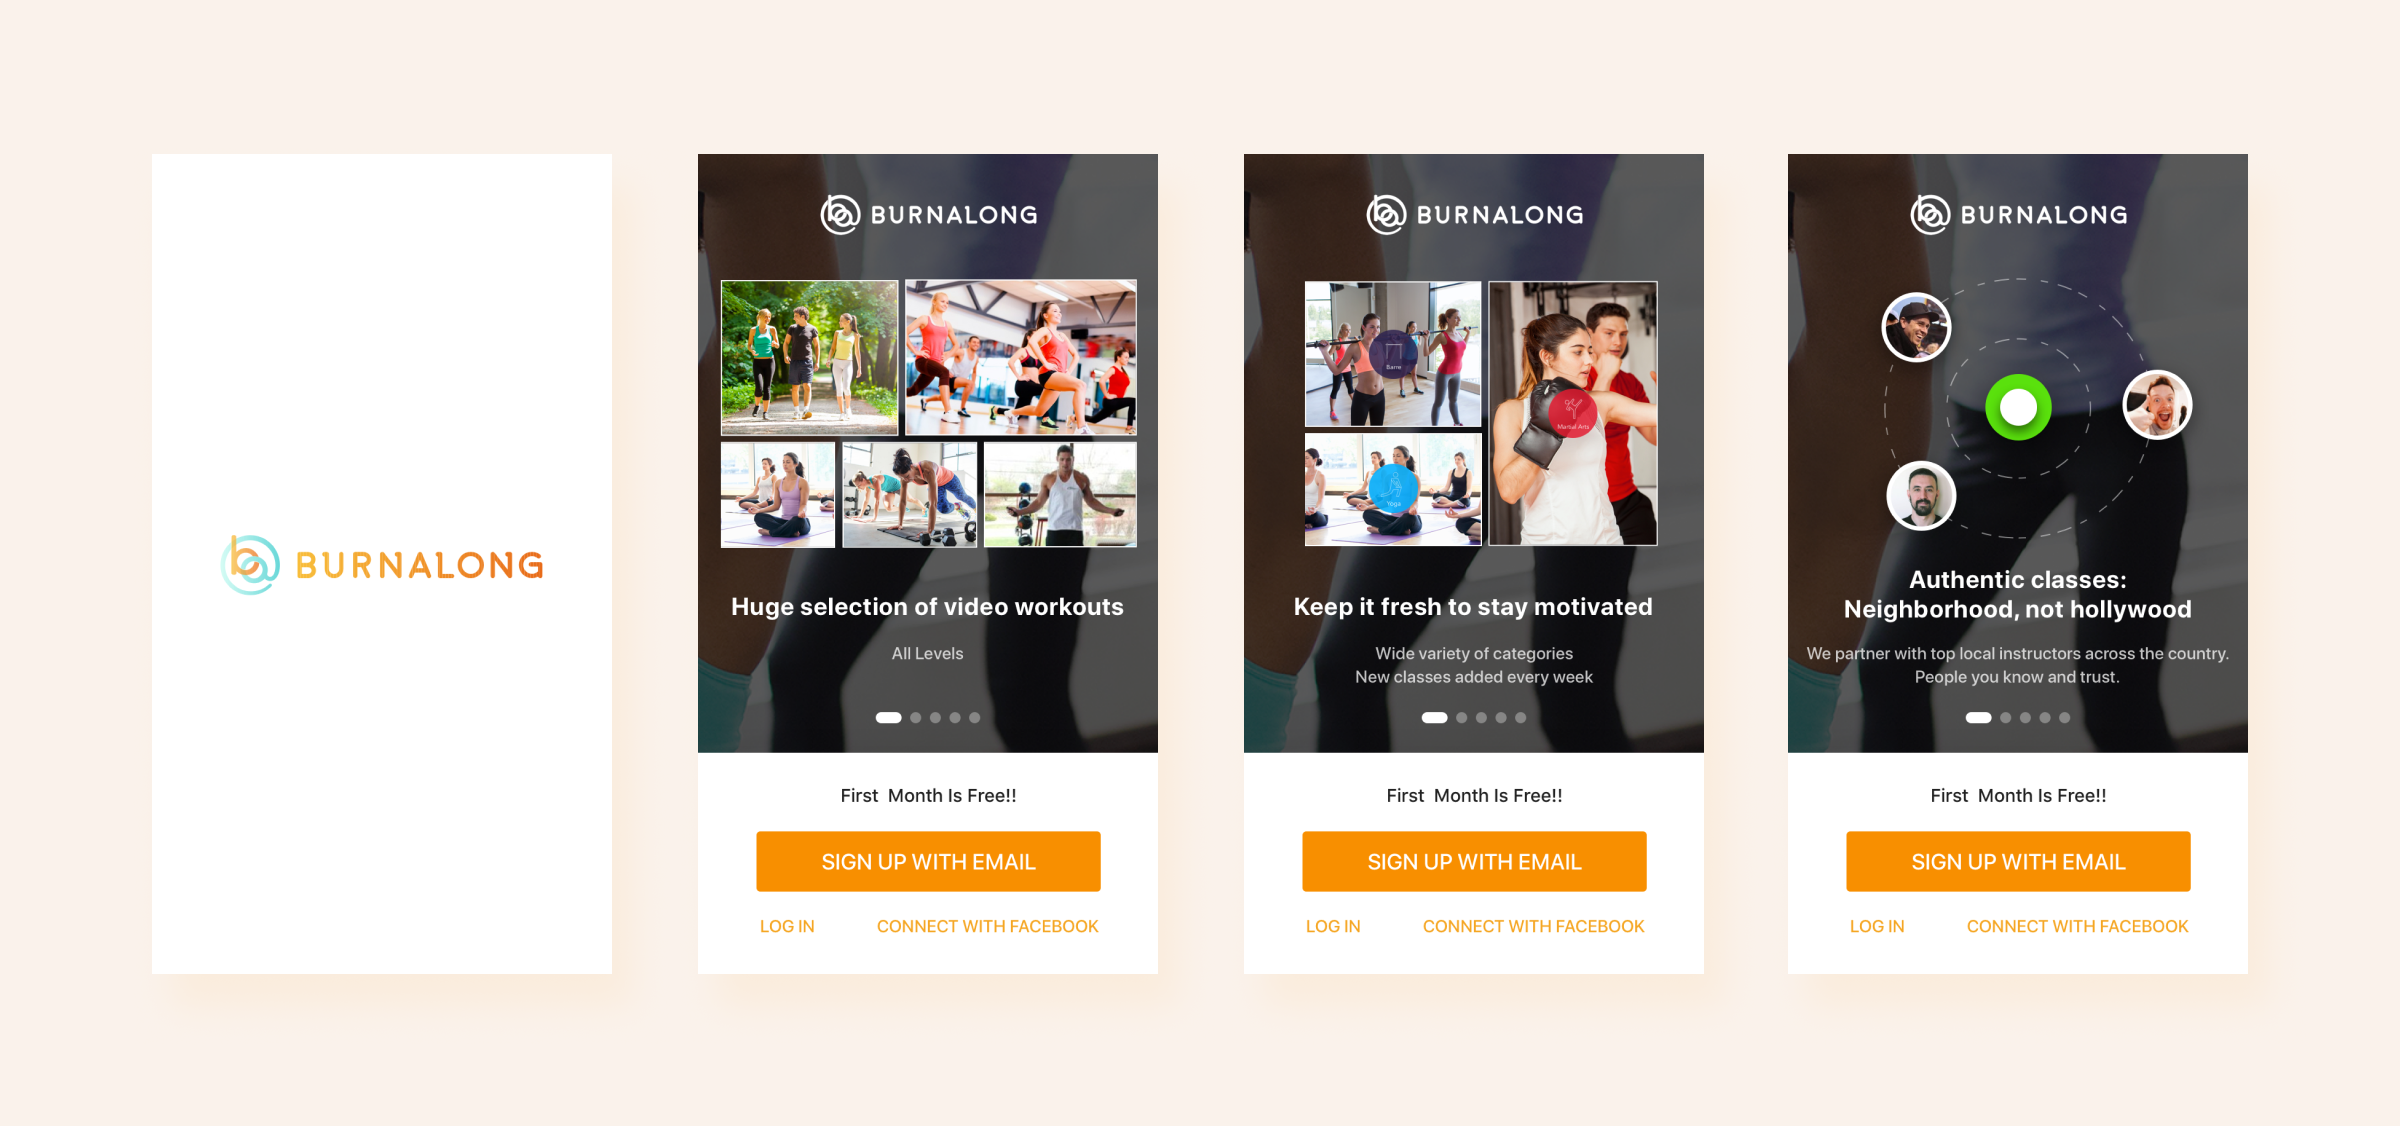 BURNALONG
BURNALONG
Huge selection of video workouts
All Levels
First Month Is Free!!
SIGN UP WITH EMAIL
LOG IN
CONNECT WITH FACEBOOK
BURNALONG
Barre
Martial Arts
Yoga
Keep it fresh to stay motivated
Wide variety of categories
New classes added every week
First Month Is Free!!
SIGN UP WITH EMAIL
LOG IN
CONNECT WITH FACEBOOK
BURNALONG
Authentic classes:
Neighborhood, not hollywood
We partner with top local instructors across the country.
People you know and trust.
First Month Is Free!!
SIGN UP WITH EMAIL
LOG IN
CONNECT WITH FACEBOOK